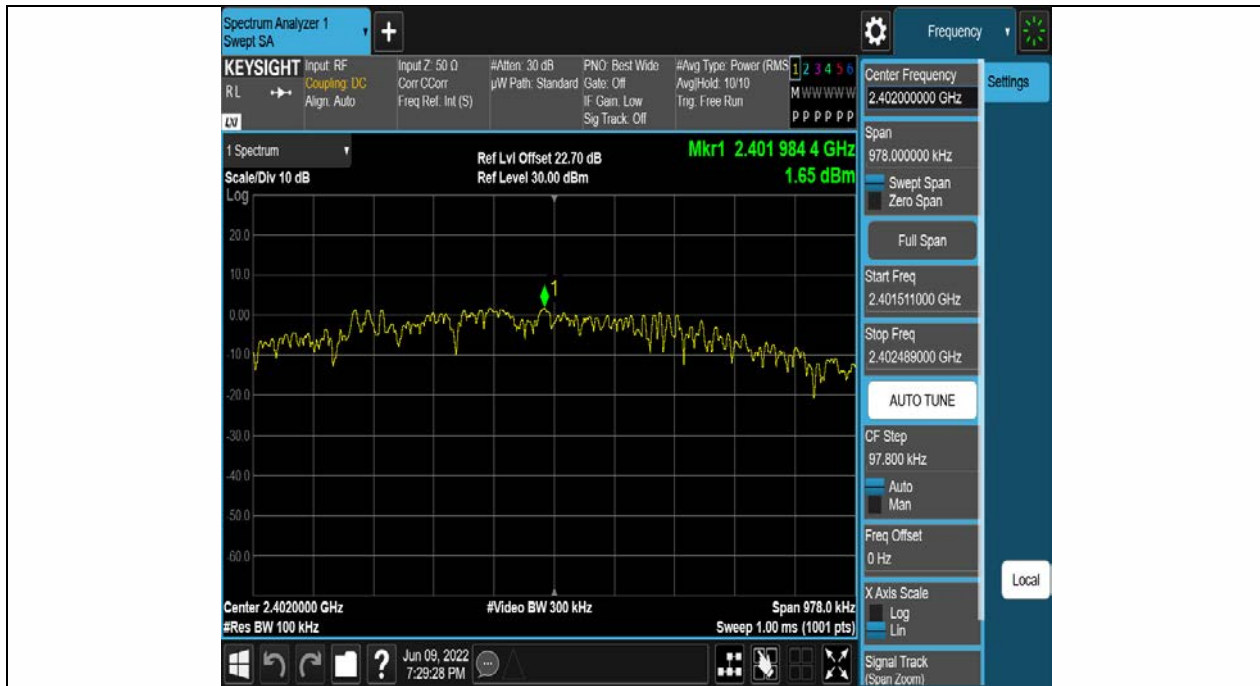 Spectrum Analyzer 1
Swept SA
+
Frequency
KEYSIGHT
RL
LXI
Input: RF
Coupling: DC
Align: Auto
Input Z: 50 Ω
Corr CCorr
Freq Ref: Int (S)
#Atten: 30 dB
µW Path: Standard
PNO: Best Wide
Gate: Off
IF Gain: Low
Sig Track: Off
#Avg Type: Power (RMS
Avg|Hold: 10/10
Trig: Free Run
1 2 3 4 5 6
M W W W W W
P P P P P P
1 Spectrum
Scale/Div 10 dB
Log
Ref Lvl Offset 22.70 dB
Ref Level 30.00 dBm
Mkr1 2.401 984 4 GHz
1.65 dBm
20.0
10.0
0.00
-10.0
-20.0
-30.0
-40.0
-50.0
-60.0
1
Center 2.4020000 GHz
#Res BW 100 kHz
#Video BW 300 kHz
Span 978.0 kHz
Sweep 1.00 ms (1001 pts)
Center Frequency
2.402000000 GHz
Settings
Span
978.000000 kHz
Swept Span
Zero Span
Full Span
Start Freq
2.401511000 GHz
Stop Freq
2.402489000 GHz
AUTO TUNE
CF Step
97.800 kHz
Auto
Man
Freq Offset
0 Hz
X Axis Scale
Log
Lin
Local
Signal Track
(Span Zoom)
?
Jun 09, 2022
7:29:28 PM